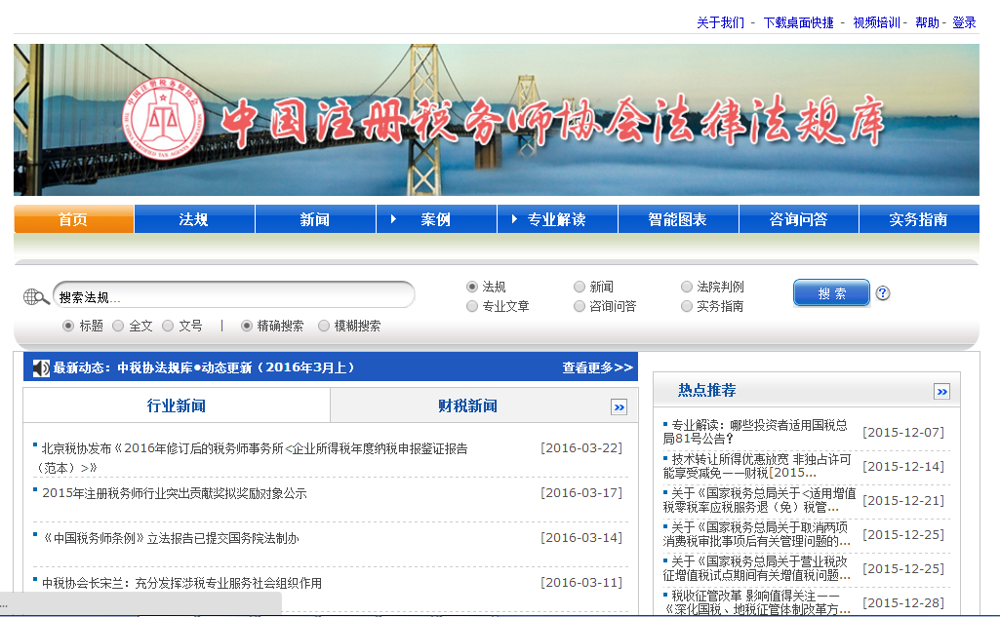 关于我们 - 下载桌面快捷 - 视频培训 - 帮助 - 登录
中国注册税务师协会法律法规库
首页 法规 新闻 案例 专业解读 智能图表 咨询问答 实务指南
搜索法规...
法规 新闻 法院判例
专业文章 咨询问答 实务指南
搜 索
?
标题 全文 文号 | 精确搜索 模糊搜索
最新动态：中税协法规库●动态更新（2016年3月上） 查看更多>>
行业新闻 财税新闻
北京税协发布《2016年修订后的税务师事务所<企业所得税年度纳税申报鉴证报告
（范本）>》 [2016-03-22]
2015年注册税务师行业突出贡献奖拟奖励对象公示 [2016-03-17]
《中国税务师条例》立法报告已提交国务院法制办 [2016-03-14]
中税协会长宋兰：充分发挥涉税专业服务社会组织作用 [2016-03-11]
热点推荐
专业解读：哪些投资者适用国税总
局81号公告？ [2015-12-07]
技术转让所得优惠放宽 非独占许可
能享受减免——财税[2015... [2015-12-14]
关于《国家税务总局关于<适用增值
税零税率应税服务退（免）税管... [2015-12-21]
关于《国家税务总局关于取消两项
消费税审批事项后有关管理问题的... [2015-12-25]
关于《国家税务总局关于营业税改
征增值税试点期间有关增值税问题... [2015-12-25]
税收征管改革 影响值得关注——
《深化国税、地税征管体制改革方... [2015-12-28]
...